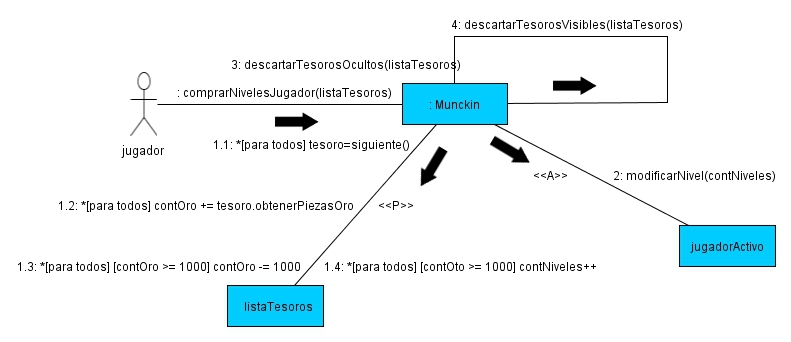 4: descartarTesorosVisibles(listaTesoros)
3: descartarTesorosOcultos(listaTesoros)
: comprarNivelesJugador(listaTesoros)
: Munckin
jugador
1.1: *[para todos] tesoro=siguiente()
<<A>>
2: modificarNivel(contNiveles)
1.2: *[para todos] contOro += tesoro.obtenerPiezasOro
<<P>>
jugadorActivo
1.3: *[para todos] [contOro >= 1000] contOro -= 1000
1.4: *[para todos] [contOto >= 1000] contNiveles++
listaTesoros